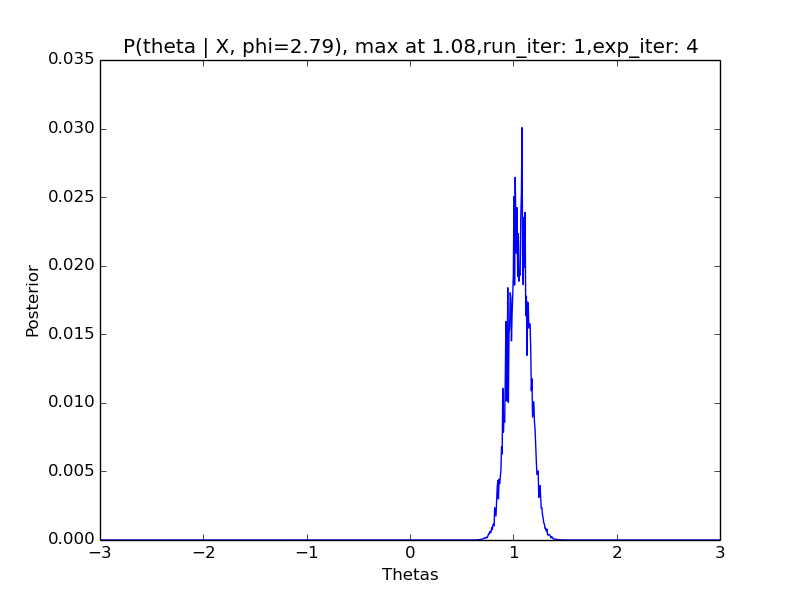 P(theta | X, phi=2.79), max at 1.08,run_iter: 1,exp_iter: 4
0.035
0.030
0.025
0.020
0.015
0.010
0.005
0.000
Posterior
−3 −2 −1 0 1 2 3
Thetas